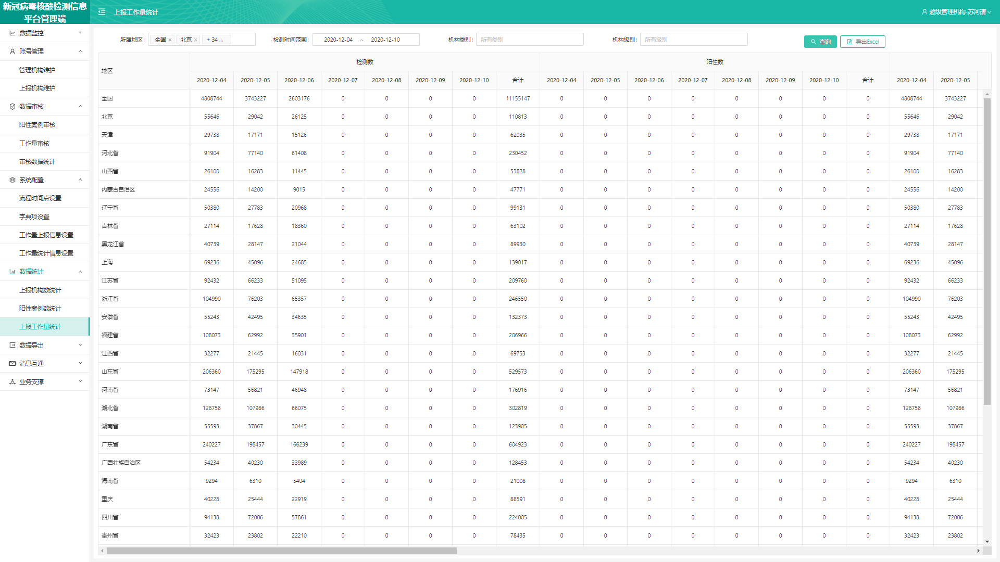 新冠病毒核酸检测信息
平台管理端
上报工作量统计
超级管理机构-苏河请
数据监控
账号管理
管理机构维护
上报机构维护
数据审核
阳性案例审核
工作量审核
审核数据统计
系统配置
流程时间点设置
字典项设置
工作量上报信息设置
工作量统计信息设置
数据统计
上报机构数统计
阳性案例数统计
上报工作量统计
数据导出
消息互通
业务支撑
所属地区: 全国 × 北京 × + 34 ... 检测时间范围: 2020-12-04 ~ 2020-12-10 机构类别: 所有类别 机构级别: 所有级别 查询 导出Excel
地区 检测数 阳性数
2020-12-04 2020-12-05 2020-12-06 2020-12-07 2020-12-08 2020-12-09 2020-12-10 合计 2020-12-04 2020-12-05 2020-12-06 2020-12-07 2020-12-08 2020-12-09 2020-12-10 合计 2020-12-04 2020-12-05
全国 4808744 3743227 2603176 0 0 0 0 11155147 0 0 0 0 0 0 0 0 4808744 3743227
北京 55646 29042 26125 0 0 0 0 110813 0 0 0 0 0 0 0 0 55646 29042
天津 29738 17171 15126 0 0 0 0 62035 0 0 0 0 0 0 0 0 29738 17171
河北省 91904 77140 61408 0 0 0 0 230452 0 0 0 0 0 0 0 0 91904 77140
山西省 26100 16283 11445 0 0 0 0 53828 0 0 0 0 0 0 0 0 26100 16283
内蒙古自治区 24556 14200 9015 0 0 0 0 47771 0 0 0 0 0 0 0 0 24556 14200
辽宁省 50380 27783 20968 0 0 0 0 99131 0 0 0 0 0 0 0 0 50380 27783
吉林省 27114 17628 18360 0 0 0 0 63102 0 0 0 0 0 0 0 0 27114 17628
黑龙江省 40739 28147 21044 0 0 0 0 89930 0 0 0 0 0 0 0 0 40739 28147
上海 69236 45096 24685 0 0 0 0 139017 0 0 0 0 0 0 0 0 69236 45096
江苏省 92432 66233 51095 0 0 0 0 209760 0 0 0 0 0 0 0 0 92432 66233
浙江省 104990 76203 65357 0 0 0 0 246550 0 0 0 0 0 0 0 0 104990 76203
安徽省 55243 42495 34635 0 0 0 0 132373 0 0 0 0 0 0 0 0 55243 42495
福建省 108073 62992 35901 0 0 0 0 206966 0 0 0 0 0 0 0 0 108073 62992
江西省 32277 21445 16031 0 0 0 0 69753 0 0 0 0 0 0 0 0 32277 21445
山东省 206360 175295 147918 0 0 0 0 529573 0 0 0 0 0 0 0 0 206360 175295
河南省 73147 56821 46948 0 0 0 0 176916 0 0 0 0 0 0 0 0 73147 56821
湖北省 128758 107986 66075 0 0 0 0 302819 0 0 0 0 0 0 0 0 128758 107986
湖南省 55593 37867 30445 0 0 0 0 123905 0 0 0 0 0 0 0 0 55593 37867
广东省 240227 198457 166239 0 0 0 0 604923 0 0 0 0 0 0 0 0 240227 198457
广西壮族自治区 54234 40230 33989 0 0 0 0 128453 0 0 0 0 0 0 0 0 54234 40230
海南省 9294 6310 5404 0 0 0 0 21008 0 0 0 0 0 0 0 0 9294 6310
重庆 40228 25444 22919 0 0 0 0 88591 0 0 0 0 0 0 0 0 40228 25444
四川省 94138 72006 57861 0 0 0 0 224005 0 0 0 0 0 0 0 0 94138 72006
贵州省 32423 23802 22210 0 0 0 0 78435 0 0 0 0 0 0 0 0 32423 23802